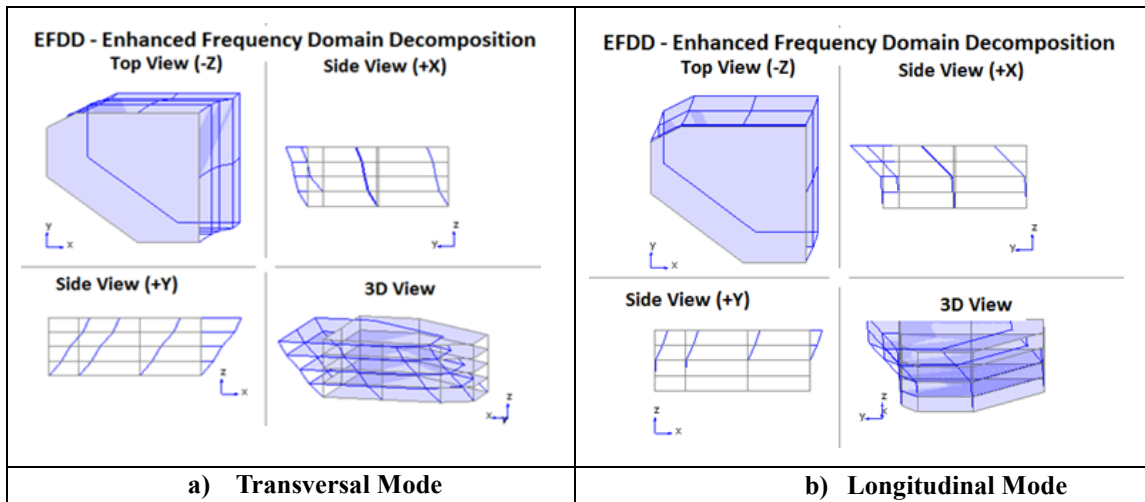 EFDD - Enhanced Frequency Domain Decomposition
Top View (-Z)
Side View (+X)
y
x
z
y
Side View (+Y)
3D View
z
x
z
x
y
a) Transversal Mode
EFDD - Enhanced Frequency Domain Decomposition
Top View (-Z)
Side View (+X)
y
x
z
y
Side View (+Y)
3D View
z
x
z
y
x
b) Longitudinal Mode